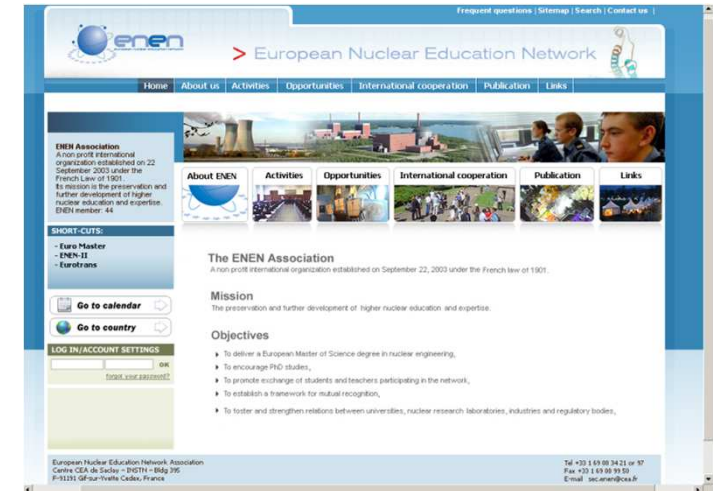 Frequent questions | Sitemap | Search | Contact us |
enen
> European Nuclear Education Network
Home About us Activities Opportunities International cooperation Publication Links
ENEN Association
A non profit international
organization established on 22
September 2003 under the
French Law of 1901.
Its mission is the preservation and
further development of higher
nuclear education and expertise.
ENEN member: 44
About ENEN Activities Opportunities International cooperation Publication Links
SHORT-CUTS:
- Euro Master
- ENEN-II
- Eurotrans
Go to calendar
Go to country
LOG IN/ACCOUNT SETTINGS
OK
forgot your password?
The ENEN Association
A non profit international organization established on September 22, 2003 under the French law of 1901.
Mission
The preservation and further development of higher nuclear education and expertise.
Objectives
To deliver a European Master of Science degree in nuclear engineering,
To encourage PhD studies,
To promote exchange of students and teachers participating in the network,
To establish a framework for mutual recognition,
To foster and strengthen relations between universities, nuclear research laboratories, industries and regulatory bodies,
European Nuclear Education Network Association
Centre CEA de Saclay - INSTN - Bldg 395
F-91191 Gif-sur-Yvette Cedex, France
Tel +33 1 69 08 34 21 or 97
Fax +33 1 69 08 99 50
E-mail sec.enen@cea.fr